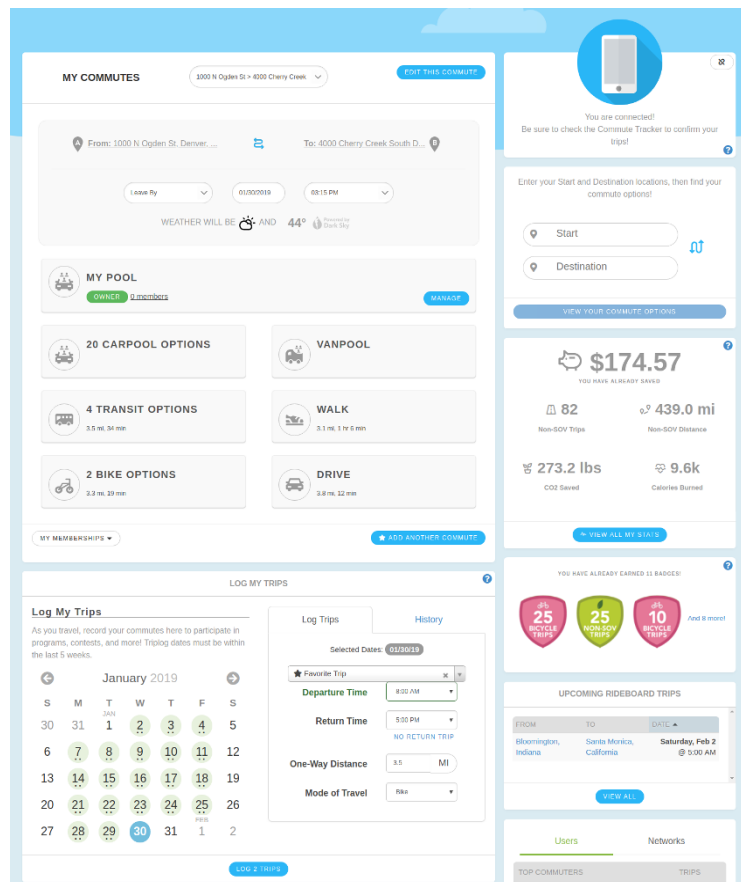 MY COMMUTES
1000 N Ogden St > 4000 Cherry Creek
EDIT THIS COMMUTE
A From: 1000 N Ogden St, Denver, ...
To: 4000 Cherry Creek South D... B
Leave By
01/30/2019
03:15 PM
WEATHER WILL BE AND 44° Powered by Dark Sky
MY POOL
OWNER 0 members
MANAGE
20 CARPOOL OPTIONS
VANPOOL
4 TRANSIT OPTIONS
3.5 mi, 34 min
WALK
3.1 mi, 1 hr 6 min
2 BIKE OPTIONS
3.3 mi, 19 min
DRIVE
3.8 mi, 12 min
MY MEMBERSHIPS
ADD ANOTHER COMMUTE
LOG MY TRIPS
?
Log My Trips
As you travel, record your commutes here to participate in
programs, contests, and more! Triplog dates must be within
the last 5 weeks.
January 2019
S M T W T F S
JAN
30 31 1 2 3 4 5
6 7 8 9 10 11 12
13 14 15 16 17 18 19
20 21 22 23 24 25 26
FEB
27 28 29 30 31 1 2
Log Trips
History
Selected Dates: 01/30/19
Favorite Trip ×
Departure Time 8:00 AM
Return Time 5:00 PM
NO RETURN TRIP
One-Way Distance 3.5 MI
Mode of Travel Bike
LOG 2 TRIPS
You are connected!
Be sure to check the Commute Tracker to confirm your
trips!
?
Enter your Start and Destination locations, then find your
commute options!
Start
Destination
VIEW YOUR COMMUTE OPTIONS
?
$174.57
YOU HAVE ALREADY SAVED
82
Non-SOV Trips
439.0 mi
Non-SOV Distance
273.2 lbs
CO2 Saved
9.6k
Calories Burned
VIEW ALL MY STATS
?
YOU HAVE ALREADY EARNED 11 BADGES!
25
BICYCLE
TRIPS
25
NON-SOV
TRIPS
10
BICYCLE
TRIPS
And 8 more!
UPCOMING RIDEBOARD TRIPS
FROM TO DATE
Bloomington,
Indiana
Santa Monica,
California
Saturday, Feb 2
@ 5:00 AM
VIEW ALL
Users
Networks
TOP COMMUTERS
TRIPS